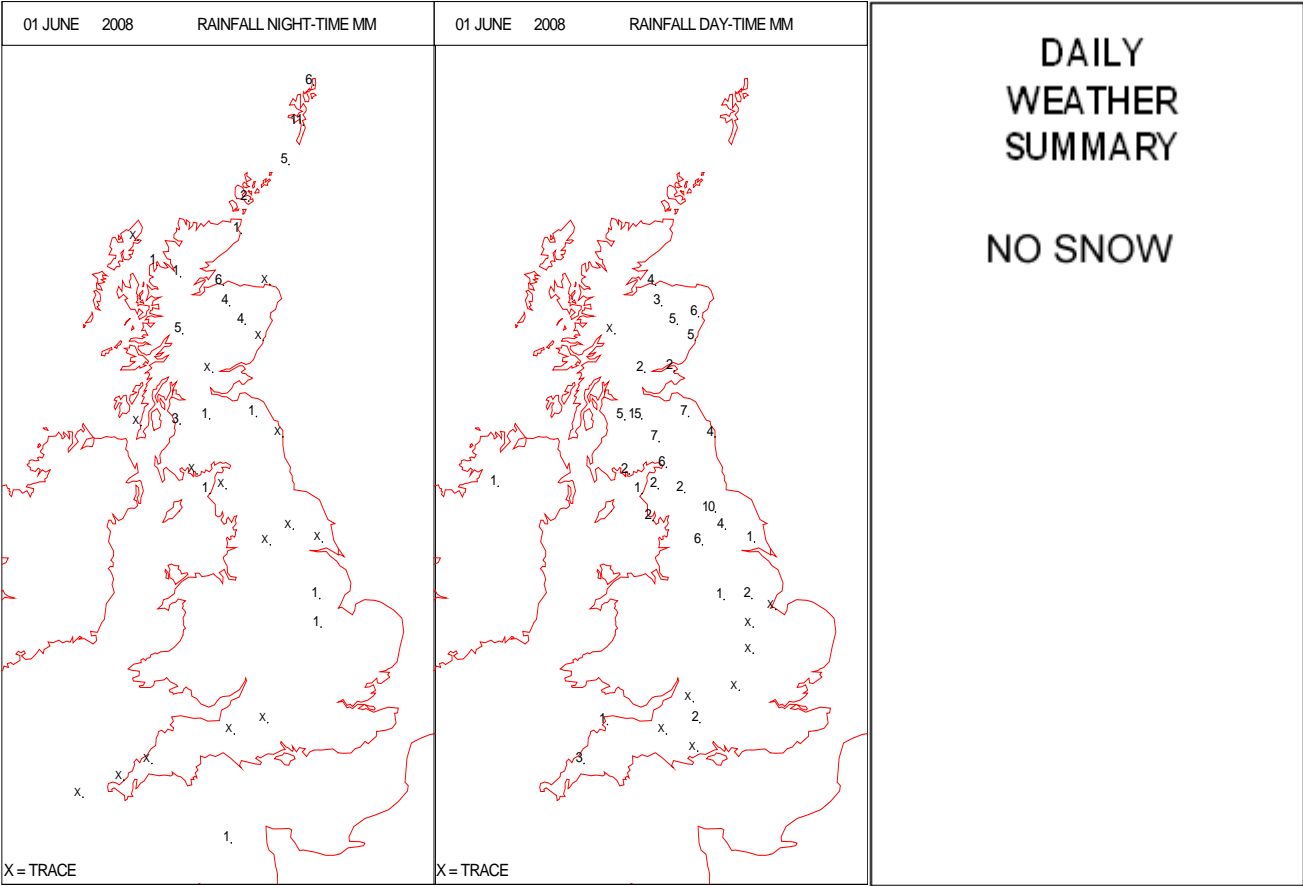 01 JUNE 2008 RAINFALL NIGHT-TIME MM
6.
11.
5.
2.
1.
X.
1.
1.
6.
X.
4.
4.
5.
X.
X.
X.
3.
1.
1.
X.
X.
1.
X.
X.
X.
X.
1.
1.
X.
X.
X.
X.
X.
1.
X = TRACE
01 JUNE 2008 RAINFALL DAY-TIME MM
4.
3.
6.
5.
X.
5.
2.
2.
5.
15.
7.
4.
7.
6.
2.
1.
1.
2.
2.
10.
2.
4.
6.
1.
1.
2.
X.
X.
X.
X.
X.
1.
2.
X.
X.
3.
X = TRACE
DAILY
WEATHER
SUMMARY
NO SNOW